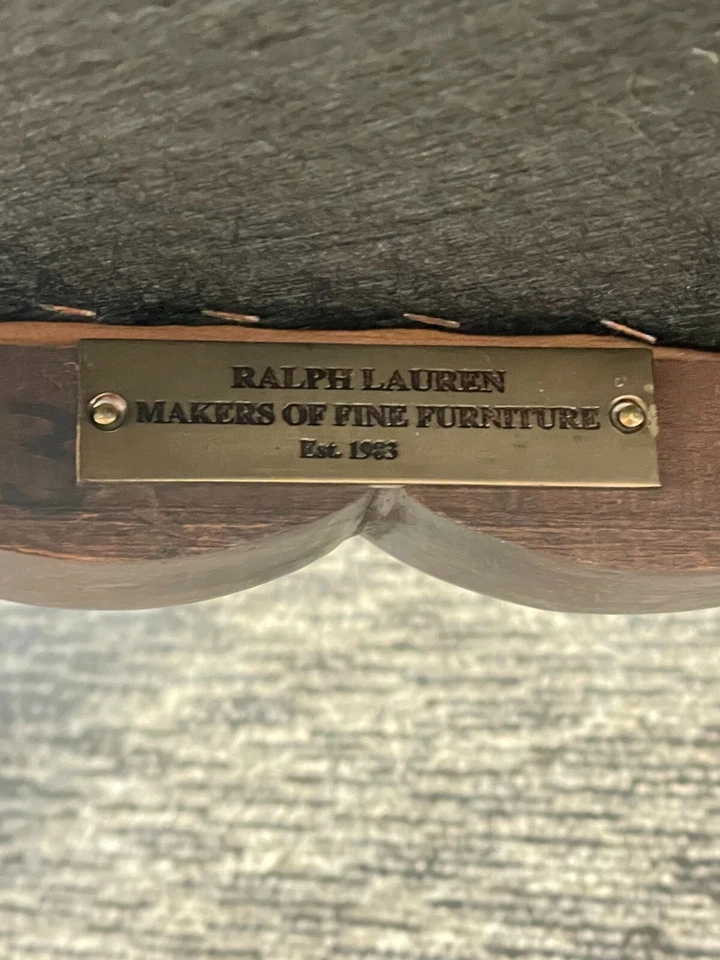 RALPH LAUREN
MAKERS OF FINE FURNITURE
Est. 1983